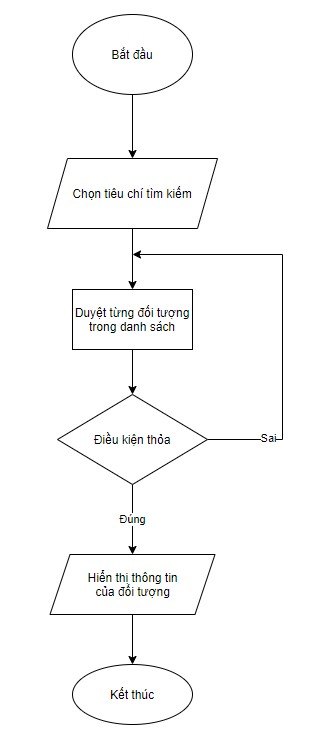 Bắt đầu
Chọn tiêu chí tìm kiếm
Duyệt từng đối tượng
trong danh sách
Điều kiện thỏa
Sai
Đúng
Hiển thị thông tin
của đối tượng
Kết thúc